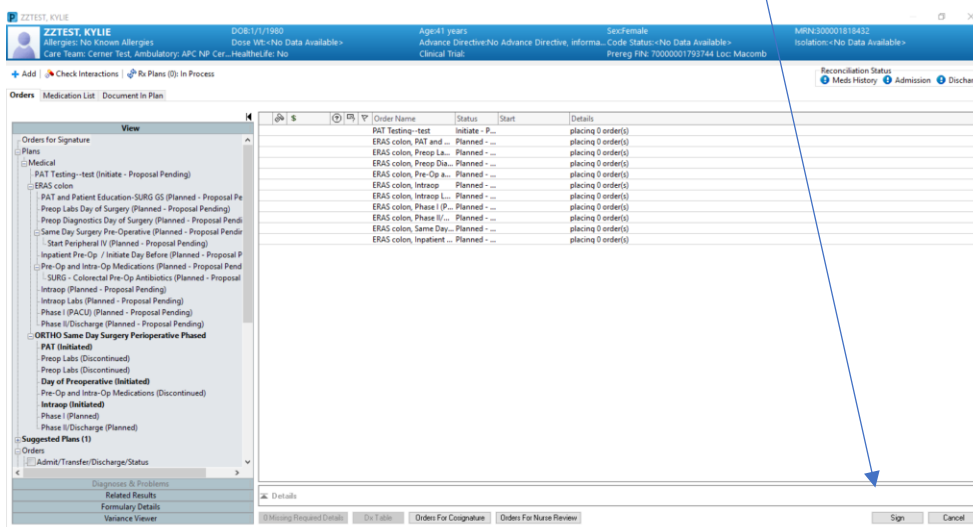 ZZTEST, KYLIE
ZZTEST, KYLIE DOB:1/1/1980 Age:41 years Sex:Female MRN:300001818432
Allergies: No Known Allergies Dose Wt:<No Data Available> Advance Directive:No Advance Directive, informa... Code Status:<No Data Available> Isolation:<No Data Available>
Care Team: Cerner Test, Ambulatory: APC NP Cer... HealtheLife: No Clinical Trial: Prereg FIN: 70000001793744 Loc: Macomb
+ Add Check Interactions Rx Plans (0): In Process Reconciliation Status
Meds History Admission Dischar
Orders Medication List Document In Plan
View
Orders for Signature
Plans
Medical
PAT Testing--test (Initiate - Proposal Pending)
ERAS colon
PAT and Patient Education-SURG GS (Planned - Proposal Pe
Preop Labs Day of Surgery (Planned - Proposal Pending)
Preop Diagnostics Day of Surgery (Planned - Proposal Pendi
Same Day Surgery Pre-Operative (Planned - Proposal Pendir
Start Peripheral IV (Planned - Proposal Pending)
Inpatient Pre-Op / Initiate Day Before (Planned - Proposal P
Pre-Op and Intra-Op Medications (Planned - Proposal Pend
SURG - Colorectal Pre-Op Antibiotics (Planned - Proposal
Intraop (Planned - Proposal Pending)
Intraop Labs (Planned - Proposal Pending)
Phase I (PACU) (Planned - Proposal Pending)
Phase II/Discharge (Planned - Proposal Pending)
ORTHO Same Day Surgery Perioperative Phased
PAT (Initiated)
Preop Labs (Discontinued)
Preop Labs (Discontinued)
Day of Preoperative (Initiated)
Pre-Op and Intra-Op Medications (Discontinued)
Intraop (Initiated)
Phase I (Planned)
Phase II/Discharge (Planned)
Suggested Plans (1)
Orders
Admit/Transfer/Discharge/Status
Diagnoses & Problems
Related Results
Formulary Details
Variance Viewer
$ Order Name Status Start Details
PAT Testing--test Initiate - P... placing 0 order(s)
ERAS colon, PAT and ... Planned - ... placing 0 order(s)
ERAS colon, Preop La... Planned - ... placing 0 order(s)
ERAS colon, Preop Dia... Planned - ... placing 0 order(s)
ERAS colon, Pre-Op a... Planned - ... placing 0 order(s)
ERAS colon, Intraop Planned - ... placing 0 order(s)
ERAS colon, Intraop L... Planned - ... placing 0 order(s)
ERAS colon, Phase I (P... Planned - ... placing 0 order(s)
ERAS colon, Phase II/... Planned - ... placing 0 order(s)
ERAS colon, Same Day... Planned - ... placing 0 order(s)
ERAS colon, Inpatient ... Planned - ... placing 0 order(s)
Details
0 Missing Required Details Dx Table Orders For Cosignature Orders For Nurse Review Sign Cancel